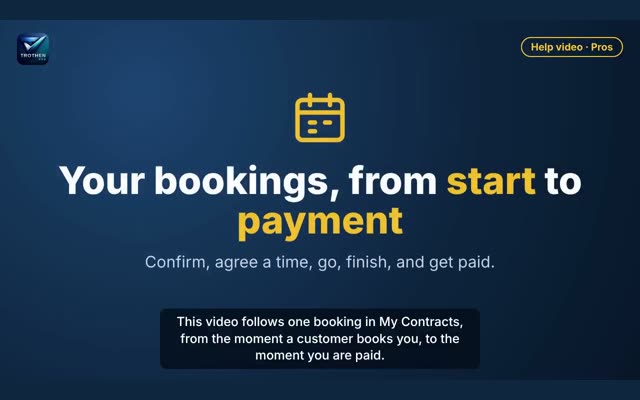 TROTHEN
Help video · Pros
Your bookings, from start to
payment
Confirm, agree a time, go, finish, and get paid.
This video follows one booking in My Contracts,
from the moment a customer books you, to the
moment you are paid.